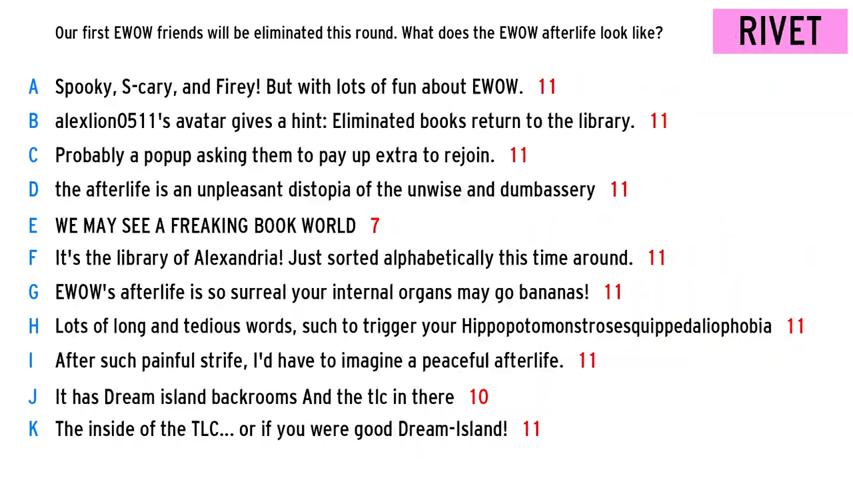 Our first EWOW friends will be eliminated this round. What does the EWOW afterlife look like?
RIVET
A Spooky, S-cary, and Firey! But with lots of fun about EWOW. 11
B alexlion0511's avatar gives a hint: Eliminated books return to the library. 11
C Probably a popup asking them to pay up extra to rejoin. 11
D the afterlife is an unpleasant distopia of the unwise and dumbassery 11
E WE MAY SEE A FREAKING BOOK WORLD 7
F It's the library of Alexandria! Just sorted alphabetically this time around. 11
G EWOW's afterlife is so surreal your internal organs may go bananas! 11
H Lots of long and tedious words, such to trigger your Hippopotomonstrosesquippedaliophobia 11
I After such painful strife, I'd have to imagine a peaceful afterlife. 11
J It has Dream island backrooms And the tlc in there 10
K The inside of the TLC... or if you were good Dream-Island! 11